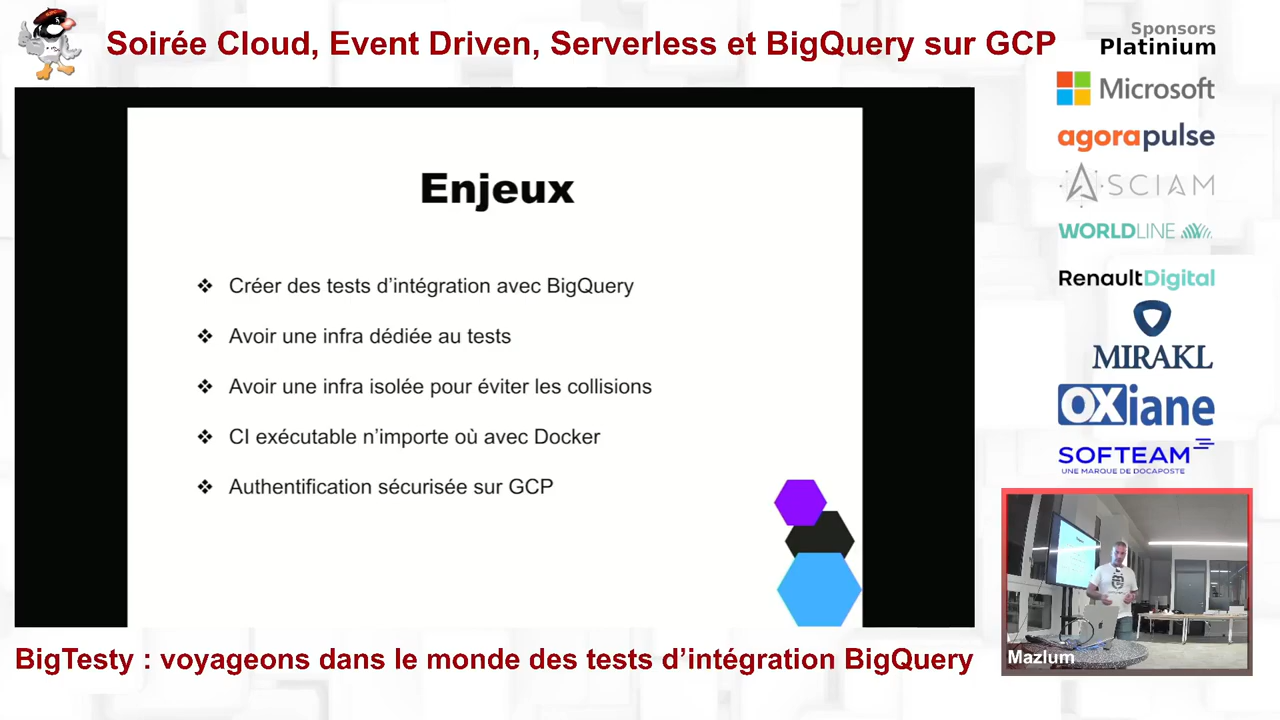 Soirée Cloud, Event Driven, Serverless et BigQuery sur GCP
Sponsors
Platinium
Microsoft
agorapulse
ASCIAM
WORLDLINE
RenaultDigital
MIRAKL
OXiane
SOFTEAM
UNE MARQUE DE DOCAPOSTE
Enjeux
❖ Créer des tests d’intégration avec BigQuery
❖ Avoir une infra dédiée au tests
❖ Avoir une infra isolée pour éviter les collisions
❖ CI exécutable n’importe où avec Docker
❖ Authentification sécurisée sur GCP
Mazlum
BigTesty : voyageons dans le monde des tests d’intégration BigQuery